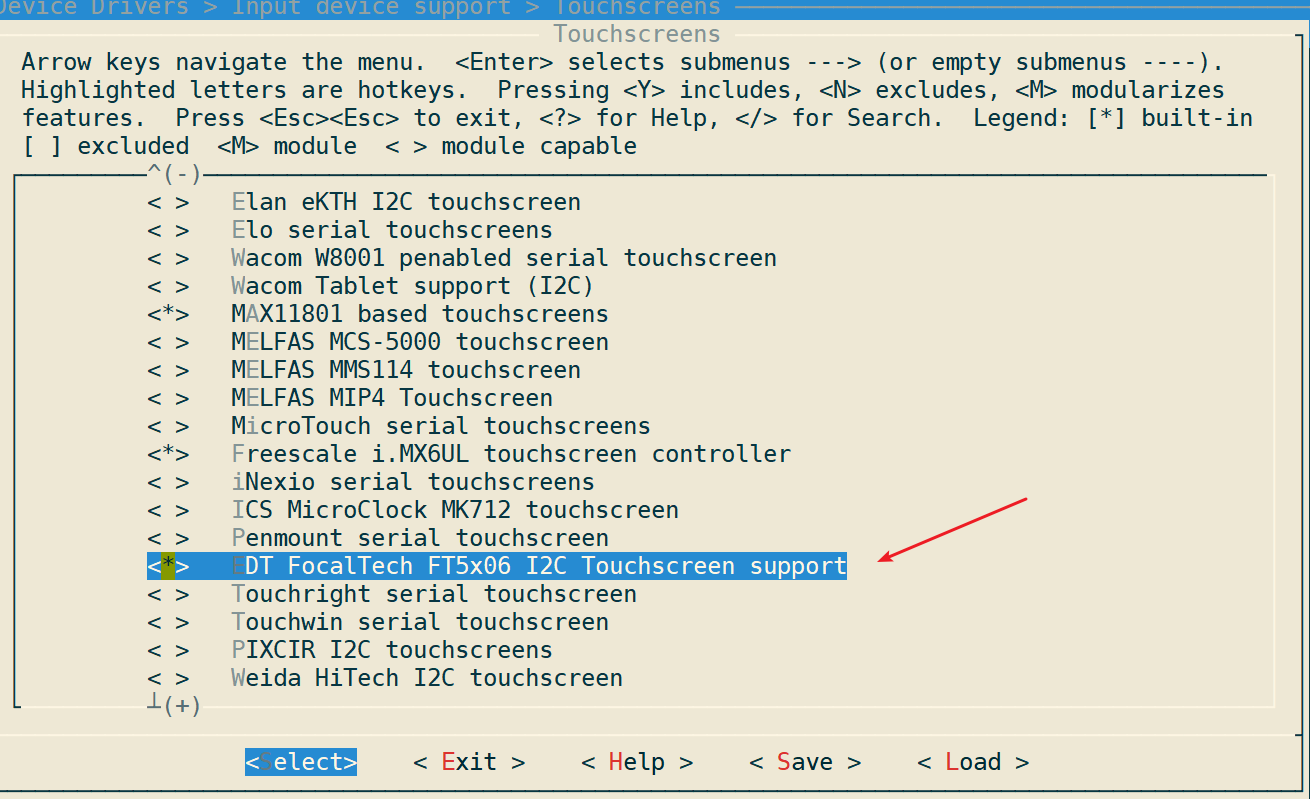 Device Drivers > Input device support > Touchscreens
Touchscreens
Arrow keys navigate the menu.  <Enter> selects submenus ---> (or empty submenus ----).
Highlighted letters are hotkeys.  Pressing <Y> includes, <N> excludes, <M> modularizes
features.  Press <Esc><Esc> to exit, <?> for Help, </> for Search.  Legend: [*] built-in
[ ] excluded  <M> module  < > module capable
^(-)
< >   Elan eKTH I2C touchscreen
< >   Elo serial touchscreens
< >   Wacom W8001 penabled serial touchscreen
< >   Wacom Tablet support (I2C)
<*>   MAX11801 based touchscreens
< >   MELFAS MCS-5000 touchscreen
< >   MELFAS MMS114 touchscreen
< >   MELFAS MIP4 Touchscreen
< >   MicroTouch serial touchscreens
<*>   Freescale i.MX6UL touchscreen controller
< >   iNexio serial touchscreens
< >   ICS MicroClock MK712 touchscreen
< >   Penmount serial touchscreen
<*>   EDT FocalTech FT5x06 I2C Touchscreen support
< >   Touchright serial touchscreen
< >   Touchwin serial touchscreen
< >   PIXCIR I2C touchscreens
< >   Weida HiTech I2C touchscreen
┴(+)
<Select>    < Exit >    < Help >    < Save >    < Load >